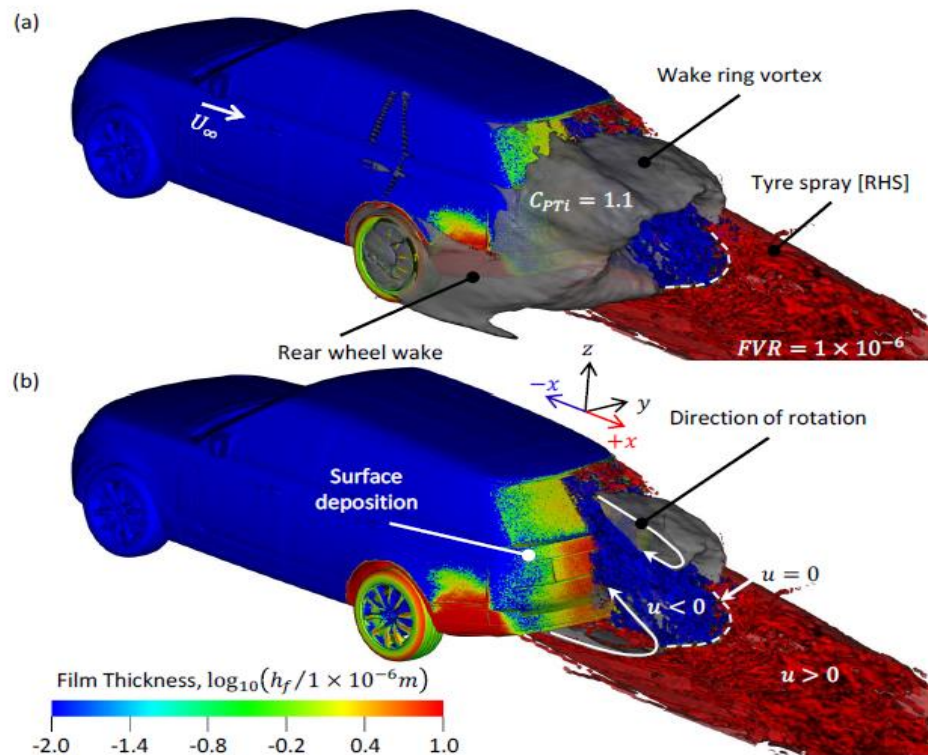 (a)
Wake ring vortex
U∞
Tyre spray [RHS]
C_PTi = 1.1
Rear wheel wake
FVR = 1 × 10⁻⁶
(b)
z
−x
y
+x
Direction of rotation
Surface
deposition
u = 0
u < 0
u > 0
Film Thickness, log₁₀(h_f/1 × 10⁻⁶m)
-2.0 -1.4 -0.8 -0.2 0.4 1.0